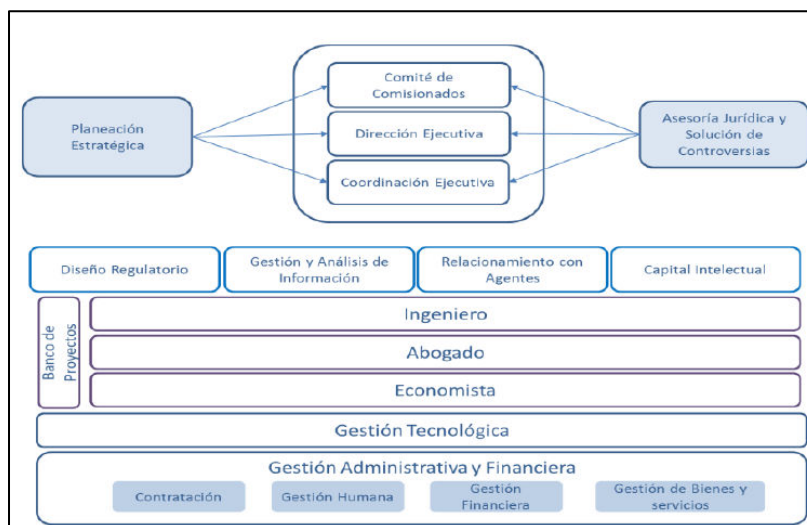 Comité de
Comisionados
Planeación
Estratégica
Dirección Ejecutiva
Asesoría Jurídica y
Solución de
Controversias
Coordinación Ejecutiva
Diseño Regulatorio
Gestión y Análisis de
Información
Relacionamiento con
Agentes
Capital Intelectual
Banco de
Proyectos
Ingeniero
Abogado
Economista
Gestión Tecnológica
Gestión Administrativa y Financiera
Contratación
Gestión Humana
Gestión
Financiera
Gestión de Bienes y
servicios